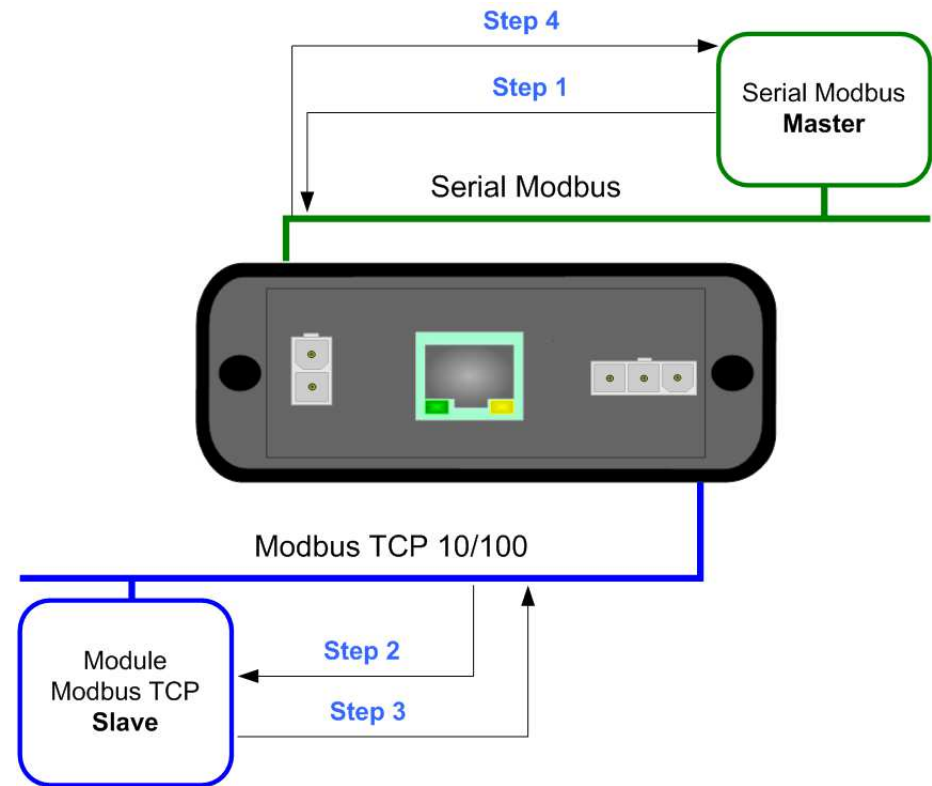 Step 4
Step 1
Serial Modbus
Master
Serial Modbus
Modbus TCP 10/100
Module
Modbus TCP
Slave
Step 2
Step 3